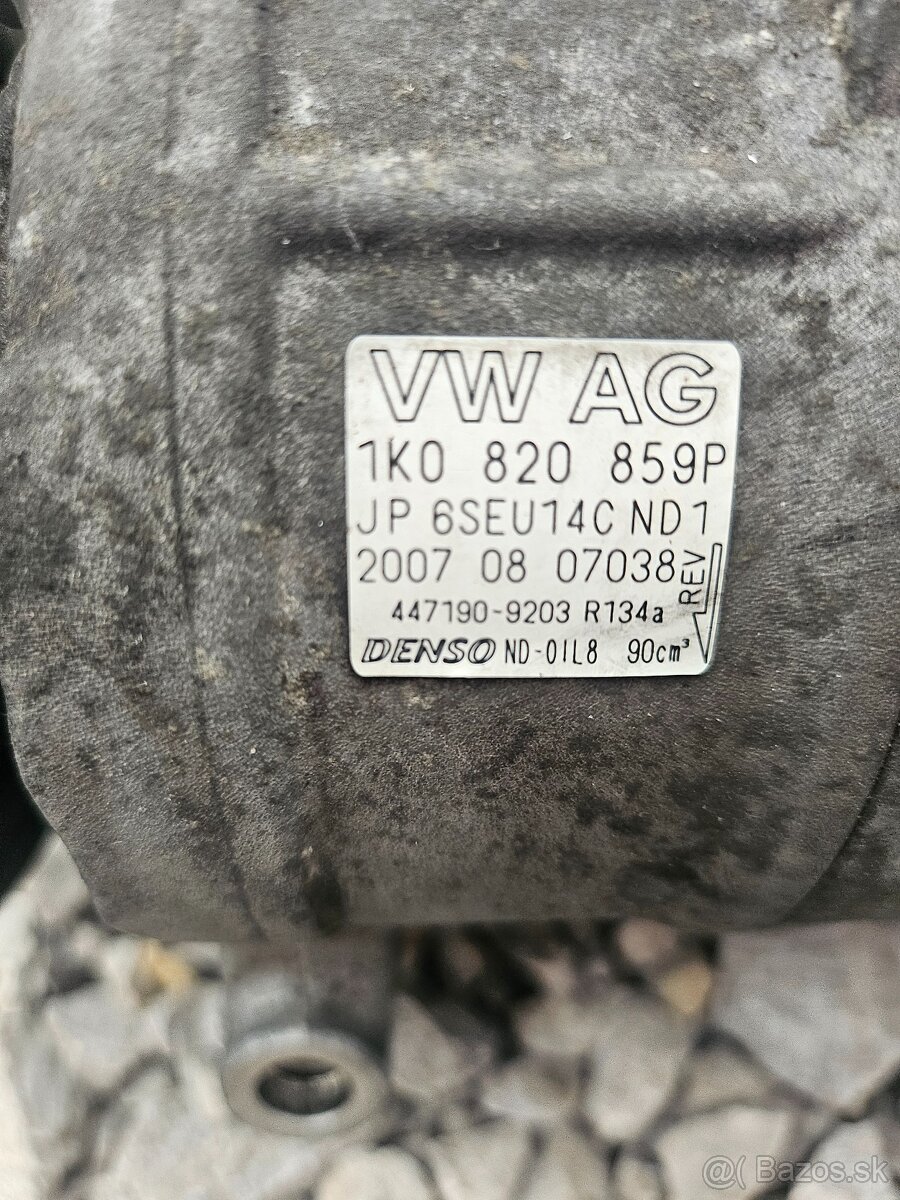 VW AG
1K0 820 859P
JP 6SEU14C ND1
2007 08 07038
REV
447190-9203 R134a
DENSO ND-OIL8 90cm³
@( Bazos.sk